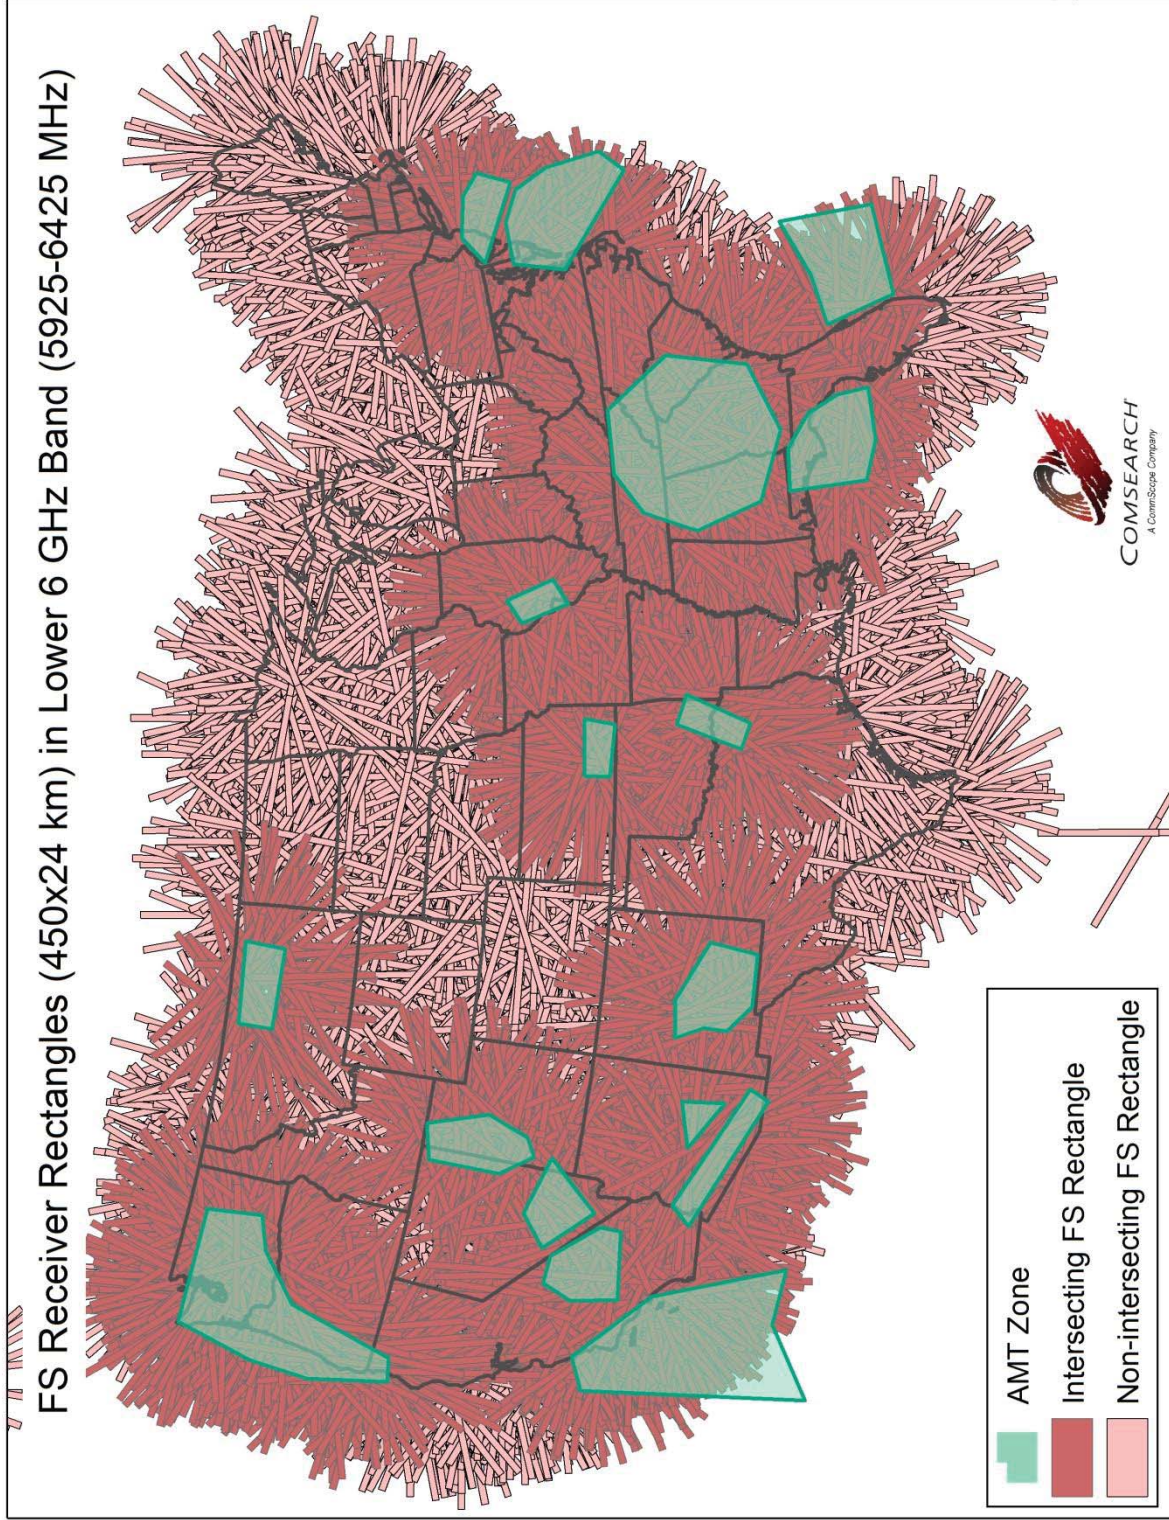 FS Receiver Rectangles (450x24 km) in Lower 6 GHz Band (5925-6425 MHz)
COMSEARCH
A CommScope Company
AMT Zone
Intersecting FS Rectangle
Non-intersecting FS Rectangle